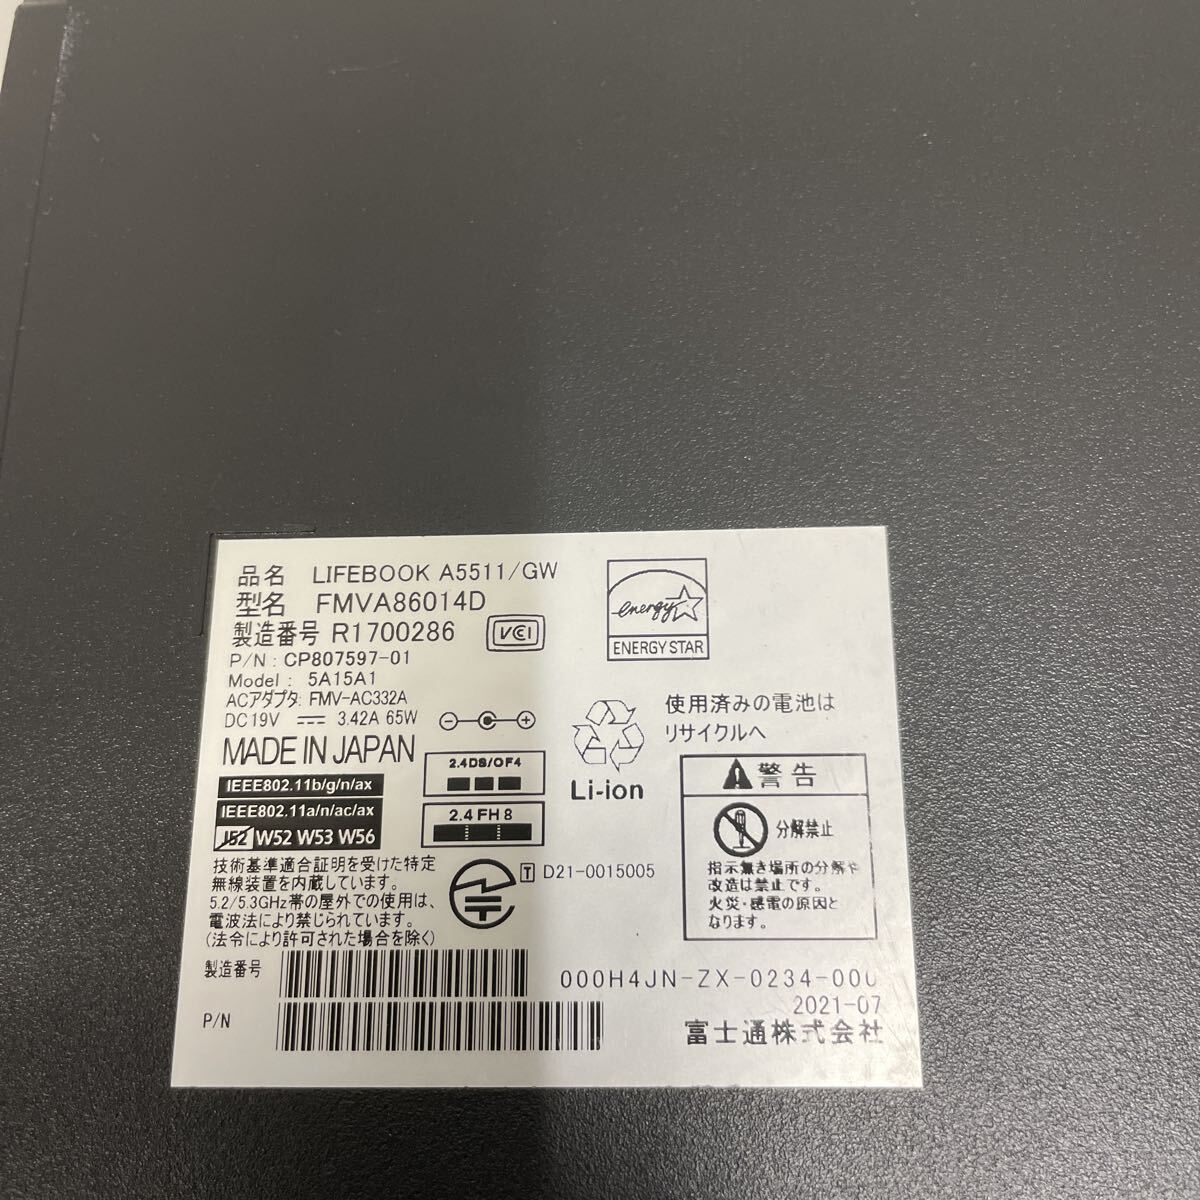 品名 LIFEBOOK A5511/GW
型名 FMVA86014D
製造番号 R1700286
VCI
P/N : CP807597-01
Model : 5A15A1
ACアダプタ: FMV-AC332A
DC19V 3.42A 65W
MADE IN JAPAN
IEEE802.11b/g/n/ax
IEEE802.11a/n/ac/ax
J52 W52 W53 W56
2.4DS/OF4
2.4FH8
技術基準適合証明を受けた特定
無線装置を内蔵しています。
5.2/5.3GHz帯の屋外での使用は、
電波法により禁じられています。
(法令により許可された場合を除く)
T D21-0015005
energy
ENERGY STAR
使用済みの電池は
リサイクルへ
Li-ion
警告
分解禁止
指示無き場所の分解や
改造は禁止です。
火災・感電の原因と
なります。
製造番号
P/N
000H4JN-ZX-0234-000
2021-07
富士通株式会社